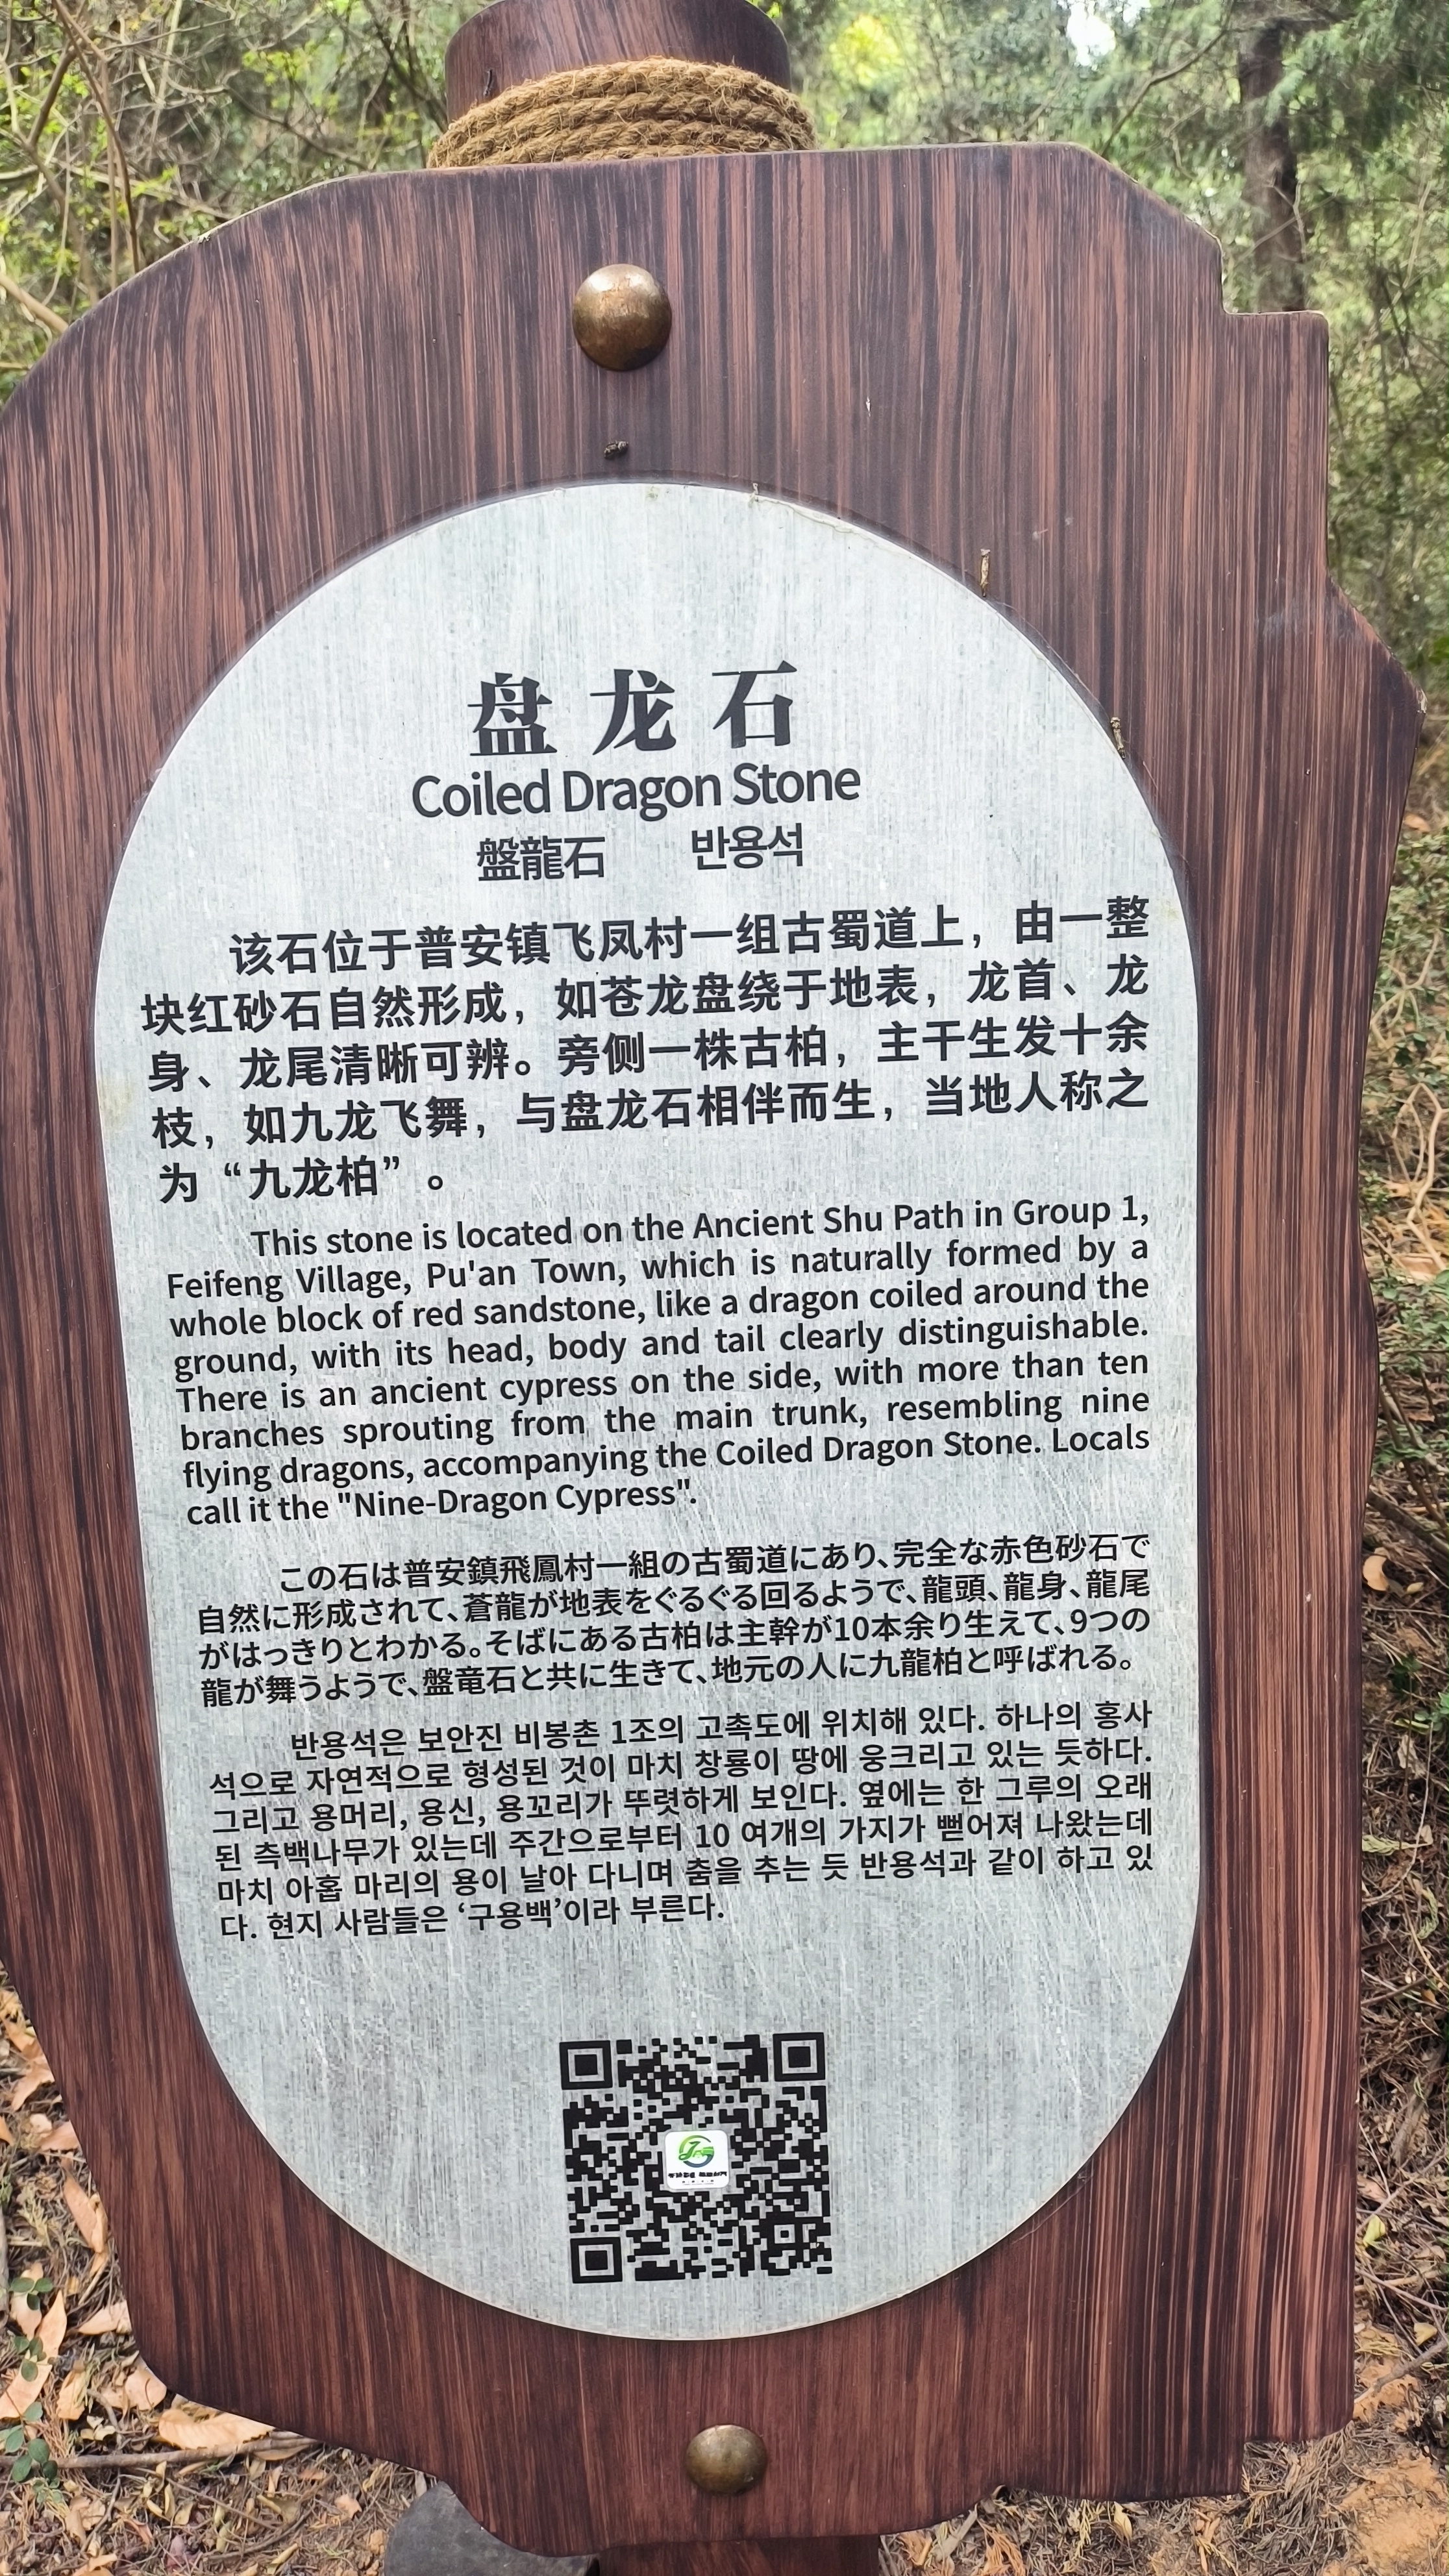 盘龙石
Coiled Dragon Stone
盤龍石 반용석
该石位于普安镇飞凤村一组古蜀道上，由一整
块红砂石自然形成，如苍龙盘绕于地表，龙首、龙
身、龙尾清晰可辨。旁侧一株古柏，主干生发十余
枝，如九龙飞舞，与盘龙石相伴而生，当地人称之
为“九龙柏”。
This stone is located on the Ancient Shu Path in Group 1,
Feifeng Village, Pu'an Town, which is naturally formed by a
whole block of red sandstone, like a dragon coiled around the
ground, with its head, body and tail clearly distinguishable.
There is an ancient cypress on the side, with more than ten
branches sprouting from the main trunk, resembling nine
flying dragons, accompanying the Coiled Dragon Stone. Locals
call it the "Nine-Dragon Cypress".
この石は普安鎮飛鳳村一組の古蜀道にあり、完全な赤色砂石で
自然に形成されて、蒼龍が地表をぐるぐる回るようで、龍頭、龍身、龍尾
がはっきりとわかる。そばにある古柏は主幹が10本余り生えて、9つの
龍が舞うようで、盤竜石と共に生きて、地元の人に九龍柏と呼ばれる。
반용석은 보안진 비봉촌 1조의 고촉도에 위치해 있다. 하나의 홍사
석으로 자연적으로 형성된 것이 마치 창룡이 땅에 웅크리고 있는 듯하다.
그리고 용머리, 용신, 용꼬리가 뚜렷하게 보인다. 옆에는 한 그루의 오래
된 측백나무가 있는데 주간으로부터 10 여개의 가지가 뻗어져 나왔는데
마치 아홉 마리의 용이 날아 다니며 춤을 추는 듯 반용석과 같이 하고 있
다. 현지 사람들은 ‘구용백’이라 부른다.